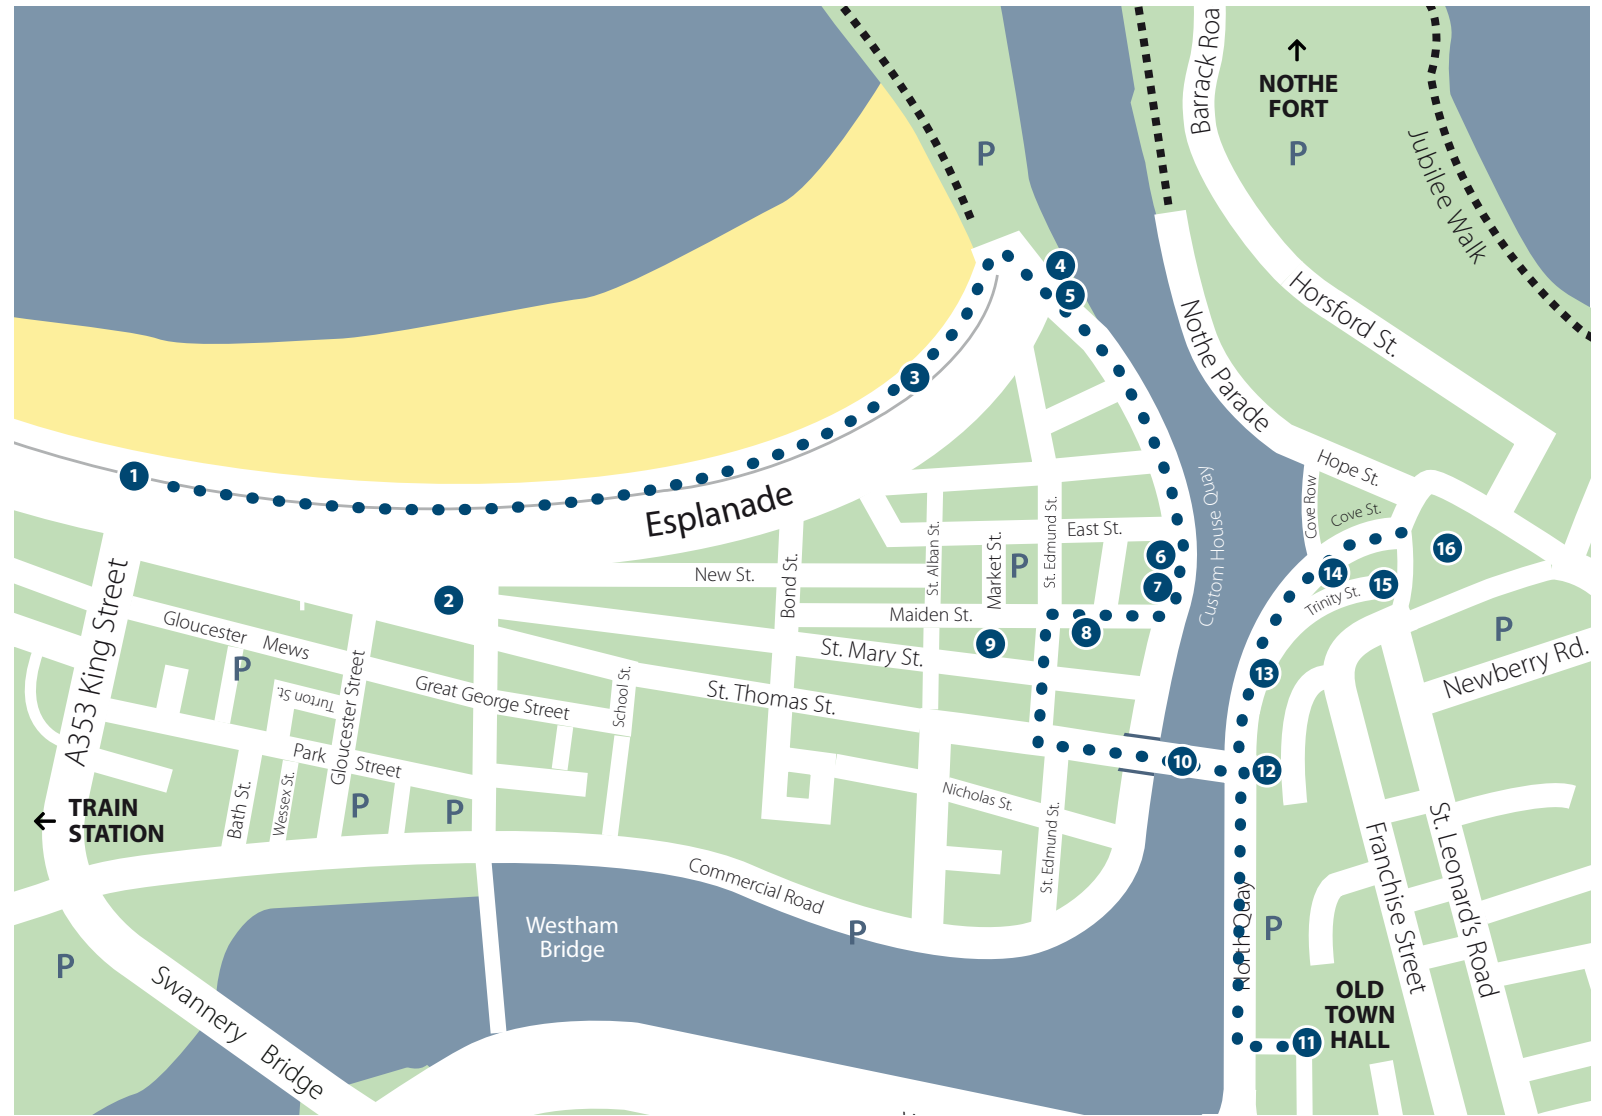 Barrack Roa
NOTHE
FORT
P
P
Jubilee Walk
4
5
Horsford St.
Nothe Parade
3
1
Hope St.
Esplanade
Cove Row
Cove St.
Custom House Quay
St. Alban St.
Market St.
P
St. Edmund St.
East St.
6
7
16
14
15
Trinity St.
New St.
Bond St.
A353 King Street
2
Maiden St.
8
9
P
Gloucester Mews
St. Mary St.
13
Newberry Rd.
P
Turton St.
Gloucester Street
Great George Street
School St.
St. Thomas St.
Park Street
10
12
Bath St.
Wessex St.
P
P
Nicholas St.
TRAIN
STATION
St. Edmund St.
Commercial Road
P
Franchise Street
St. Leonard's Road
Westham
Bridge
North Quay
P
P
Swannery Bridge
OLD
TOWN
HALL
11